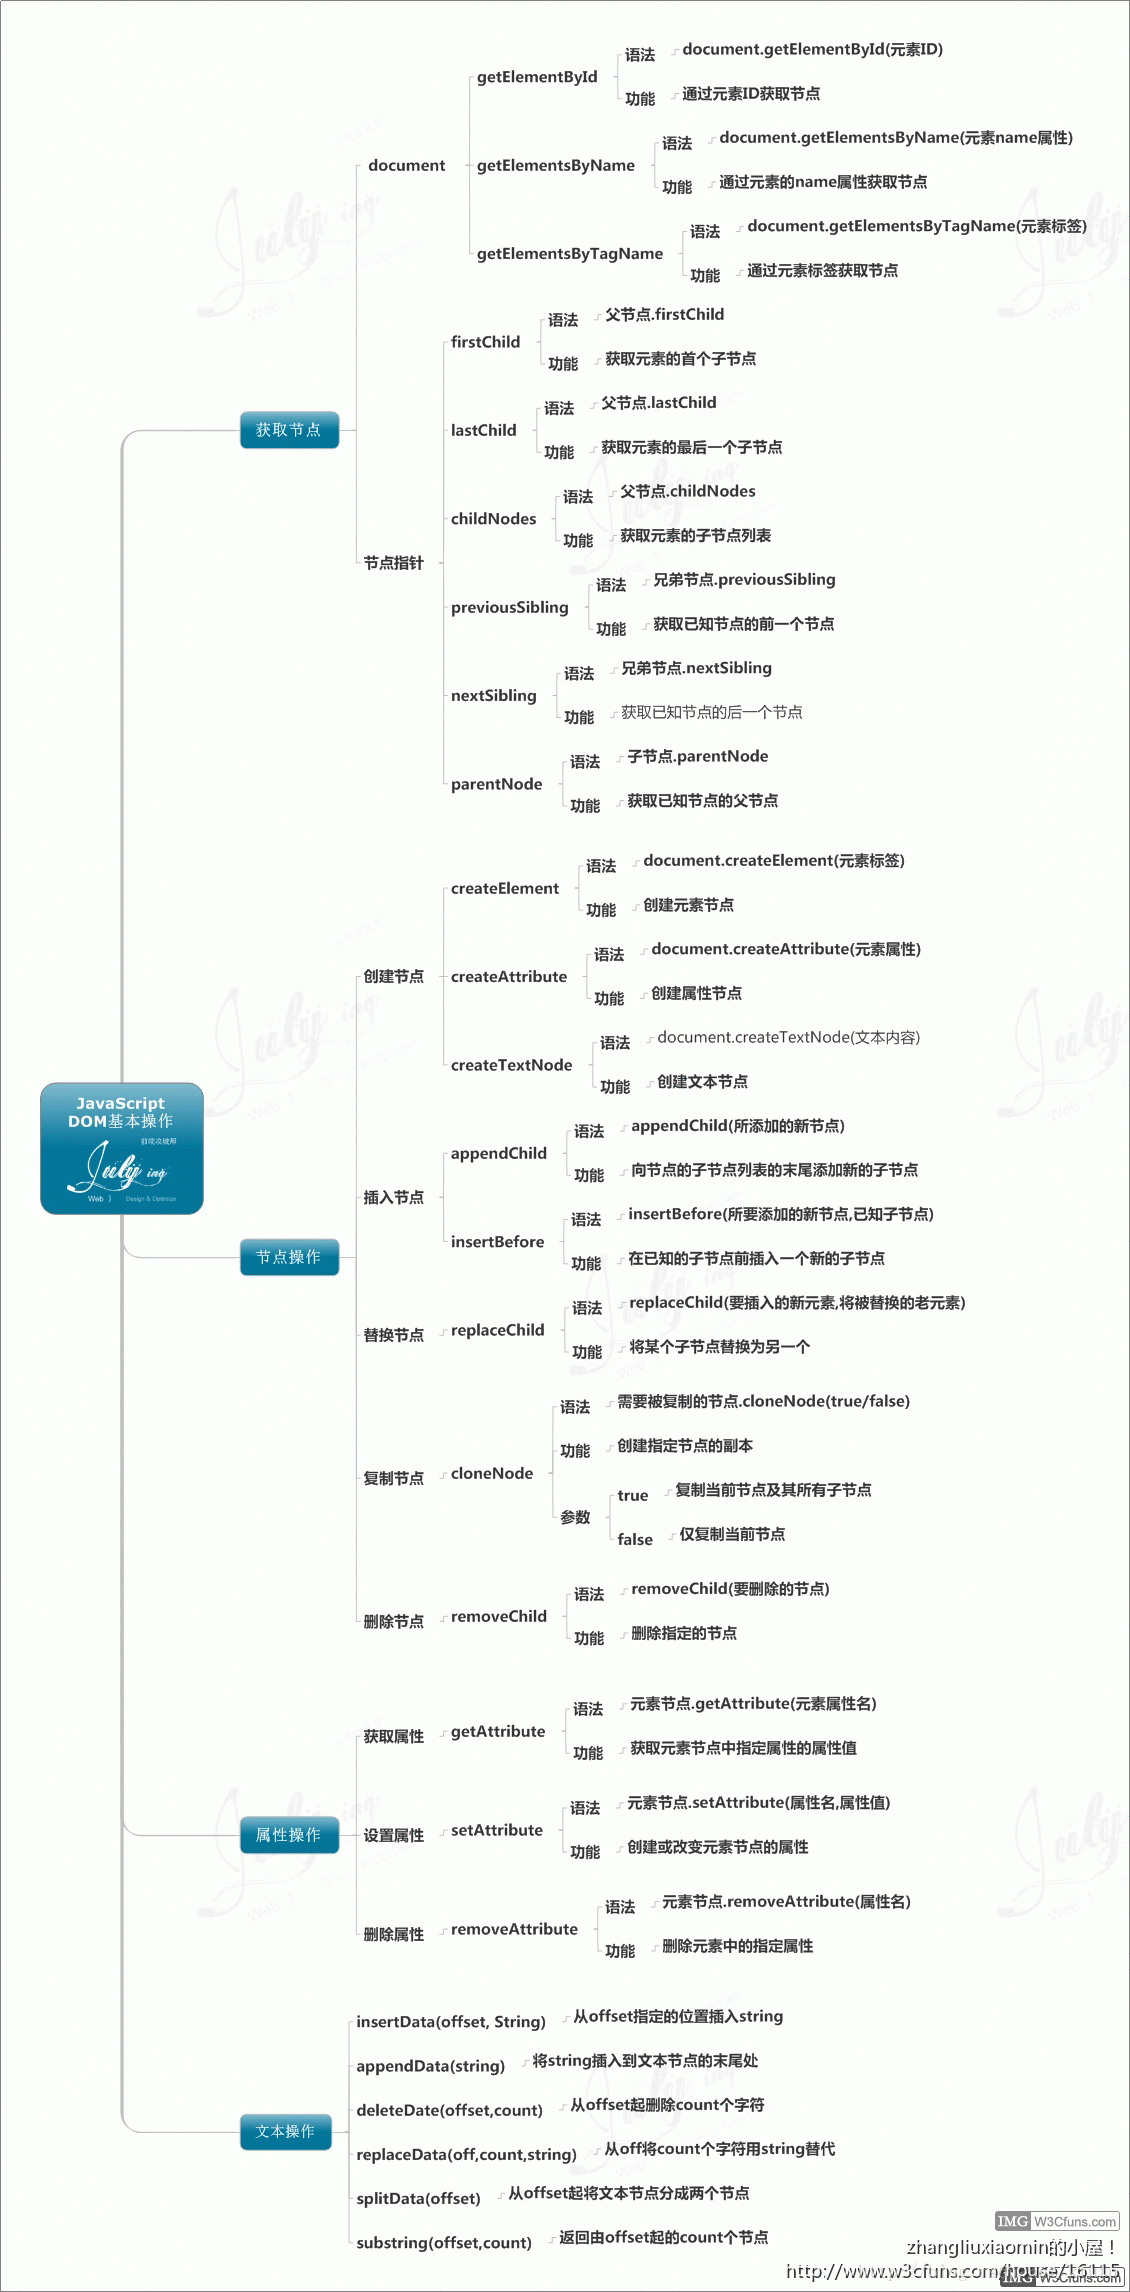 JavaScript
DOM基本操作
前端攻城师
July ing
Web } Design & Optimize
获取节点
document
getElementById
语法 document.getElementById(元素ID)
功能 通过元素ID获取节点
getElementsByName
语法 document.getElementsByName(元素name属性)
功能 通过元素的name属性获取节点
getElementsByTagName
语法 document.getElementsByTagName(元素标签)
功能 通过元素标签获取节点
节点指针
firstChild
语法 父节点.firstChild
功能 获取元素的首个子节点
lastChild
语法 父节点.lastChild
功能 获取元素的最后一个子节点
childNodes
语法 父节点.childNodes
功能 获取元素的子节点列表
previousSibling
语法 兄弟节点.previousSibling
功能 获取已知节点的前一个节点
nextSibling
语法 兄弟节点.nextSibling
功能 获取已知节点的后一个节点
parentNode
语法 子节点.parentNode
功能 获取已知节点的父节点
节点操作
创建节点
createElement
语法 document.createElement(元素标签)
功能 创建元素节点
createAttribute
语法 document.createAttribute(元素属性)
功能 创建属性节点
createTextNode
语法 document.createTextNode(文本内容)
功能 创建文本节点
插入节点
appendChild
语法 appendChild(所添加的新节点)
功能 向节点的子节点列表的末尾添加新的子节点
insertBefore
语法 insertBefore(所要添加的新节点,已知子节点)
功能 在已知的子节点前插入一个新的子节点
替换节点
replaceChild
语法 replaceChild(要插入的新元素,将被替换的老元素)
功能 将某个子节点替换为另一个
复制节点
cloneNode
语法 需要被复制的节点.cloneNode(true/false)
功能 创建指定节点的副本
参数
true 复制当前节点及其所有子节点
false 仅复制当前节点
删除节点
removeChild
语法 removeChild(要删除的节点)
功能 删除指定的节点
属性操作
获取属性
getAttribute
语法 元素节点.getAttribute(元素属性名)
功能 获取元素节点中指定属性的属性值
设置属性
setAttribute
语法 元素节点.setAttribute(属性名,属性值)
功能 创建或改变元素节点的属性
删除属性
removeAttribute
语法 元素节点.removeAttribute(属性名)
功能 删除元素中的指定属性
文本操作
insertData(offset, String) 从offset指定的位置插入string
appendData(string) 将string插入到文本节点的末尾处
deleteDate(offset,count) 从offset起删除count个字符
replaceData(off,count,string) 从off将count个字符用string替代
splitData(offset) 从offset起将文本节点分成两个节点
substring(offset,count) 返回由offset起的count个节点
IMG W3Cfuns.com
zhangliuxiaomin的小屋！
http://www.w3cfuns.com/house/16115
IMG W3Cfuns.com